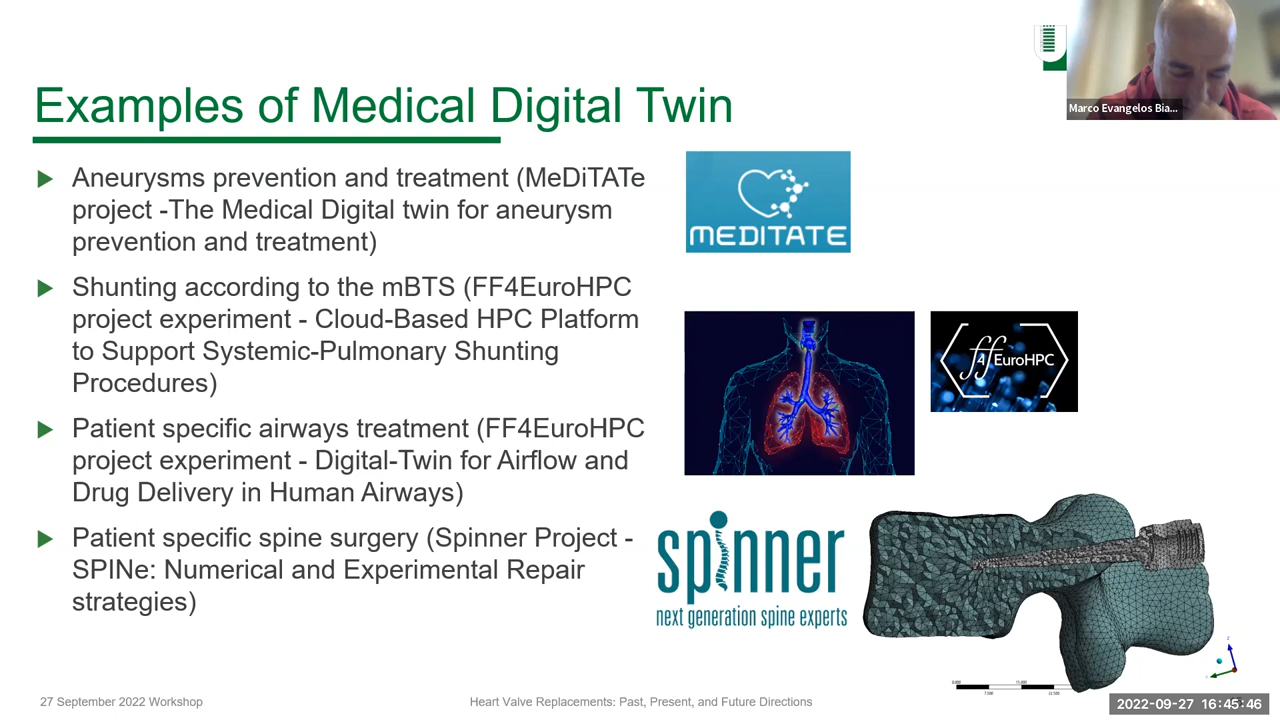 Marco Evangelos Bia...
Examples of Medical Digital Twin
Aneurysms prevention and treatment (MeDiTATe
project -The Medical Digital twin for aneurysm
prevention and treatment)
MEDITATE
Shunting according to the mBTS (FF4EuroHPC
project experiment - Cloud-Based HPC Platform
to Support Systemic-Pulmonary Shunting
Procedures)
ff4EuroHPC
Patient specific airways treatment (FF4EuroHPC
project experiment - Digital-Twin for Airflow and
Drug Delivery in Human Airways)
Patient specific spine surgery (Spinner Project -
SPINe: Numerical and Experimental Repair
strategies)
spinner
next generation spine experts
27 September 2022 Workshop
Heart Valve Replacements: Past, Present, and Future Directions
2022-09-27 16:45:46